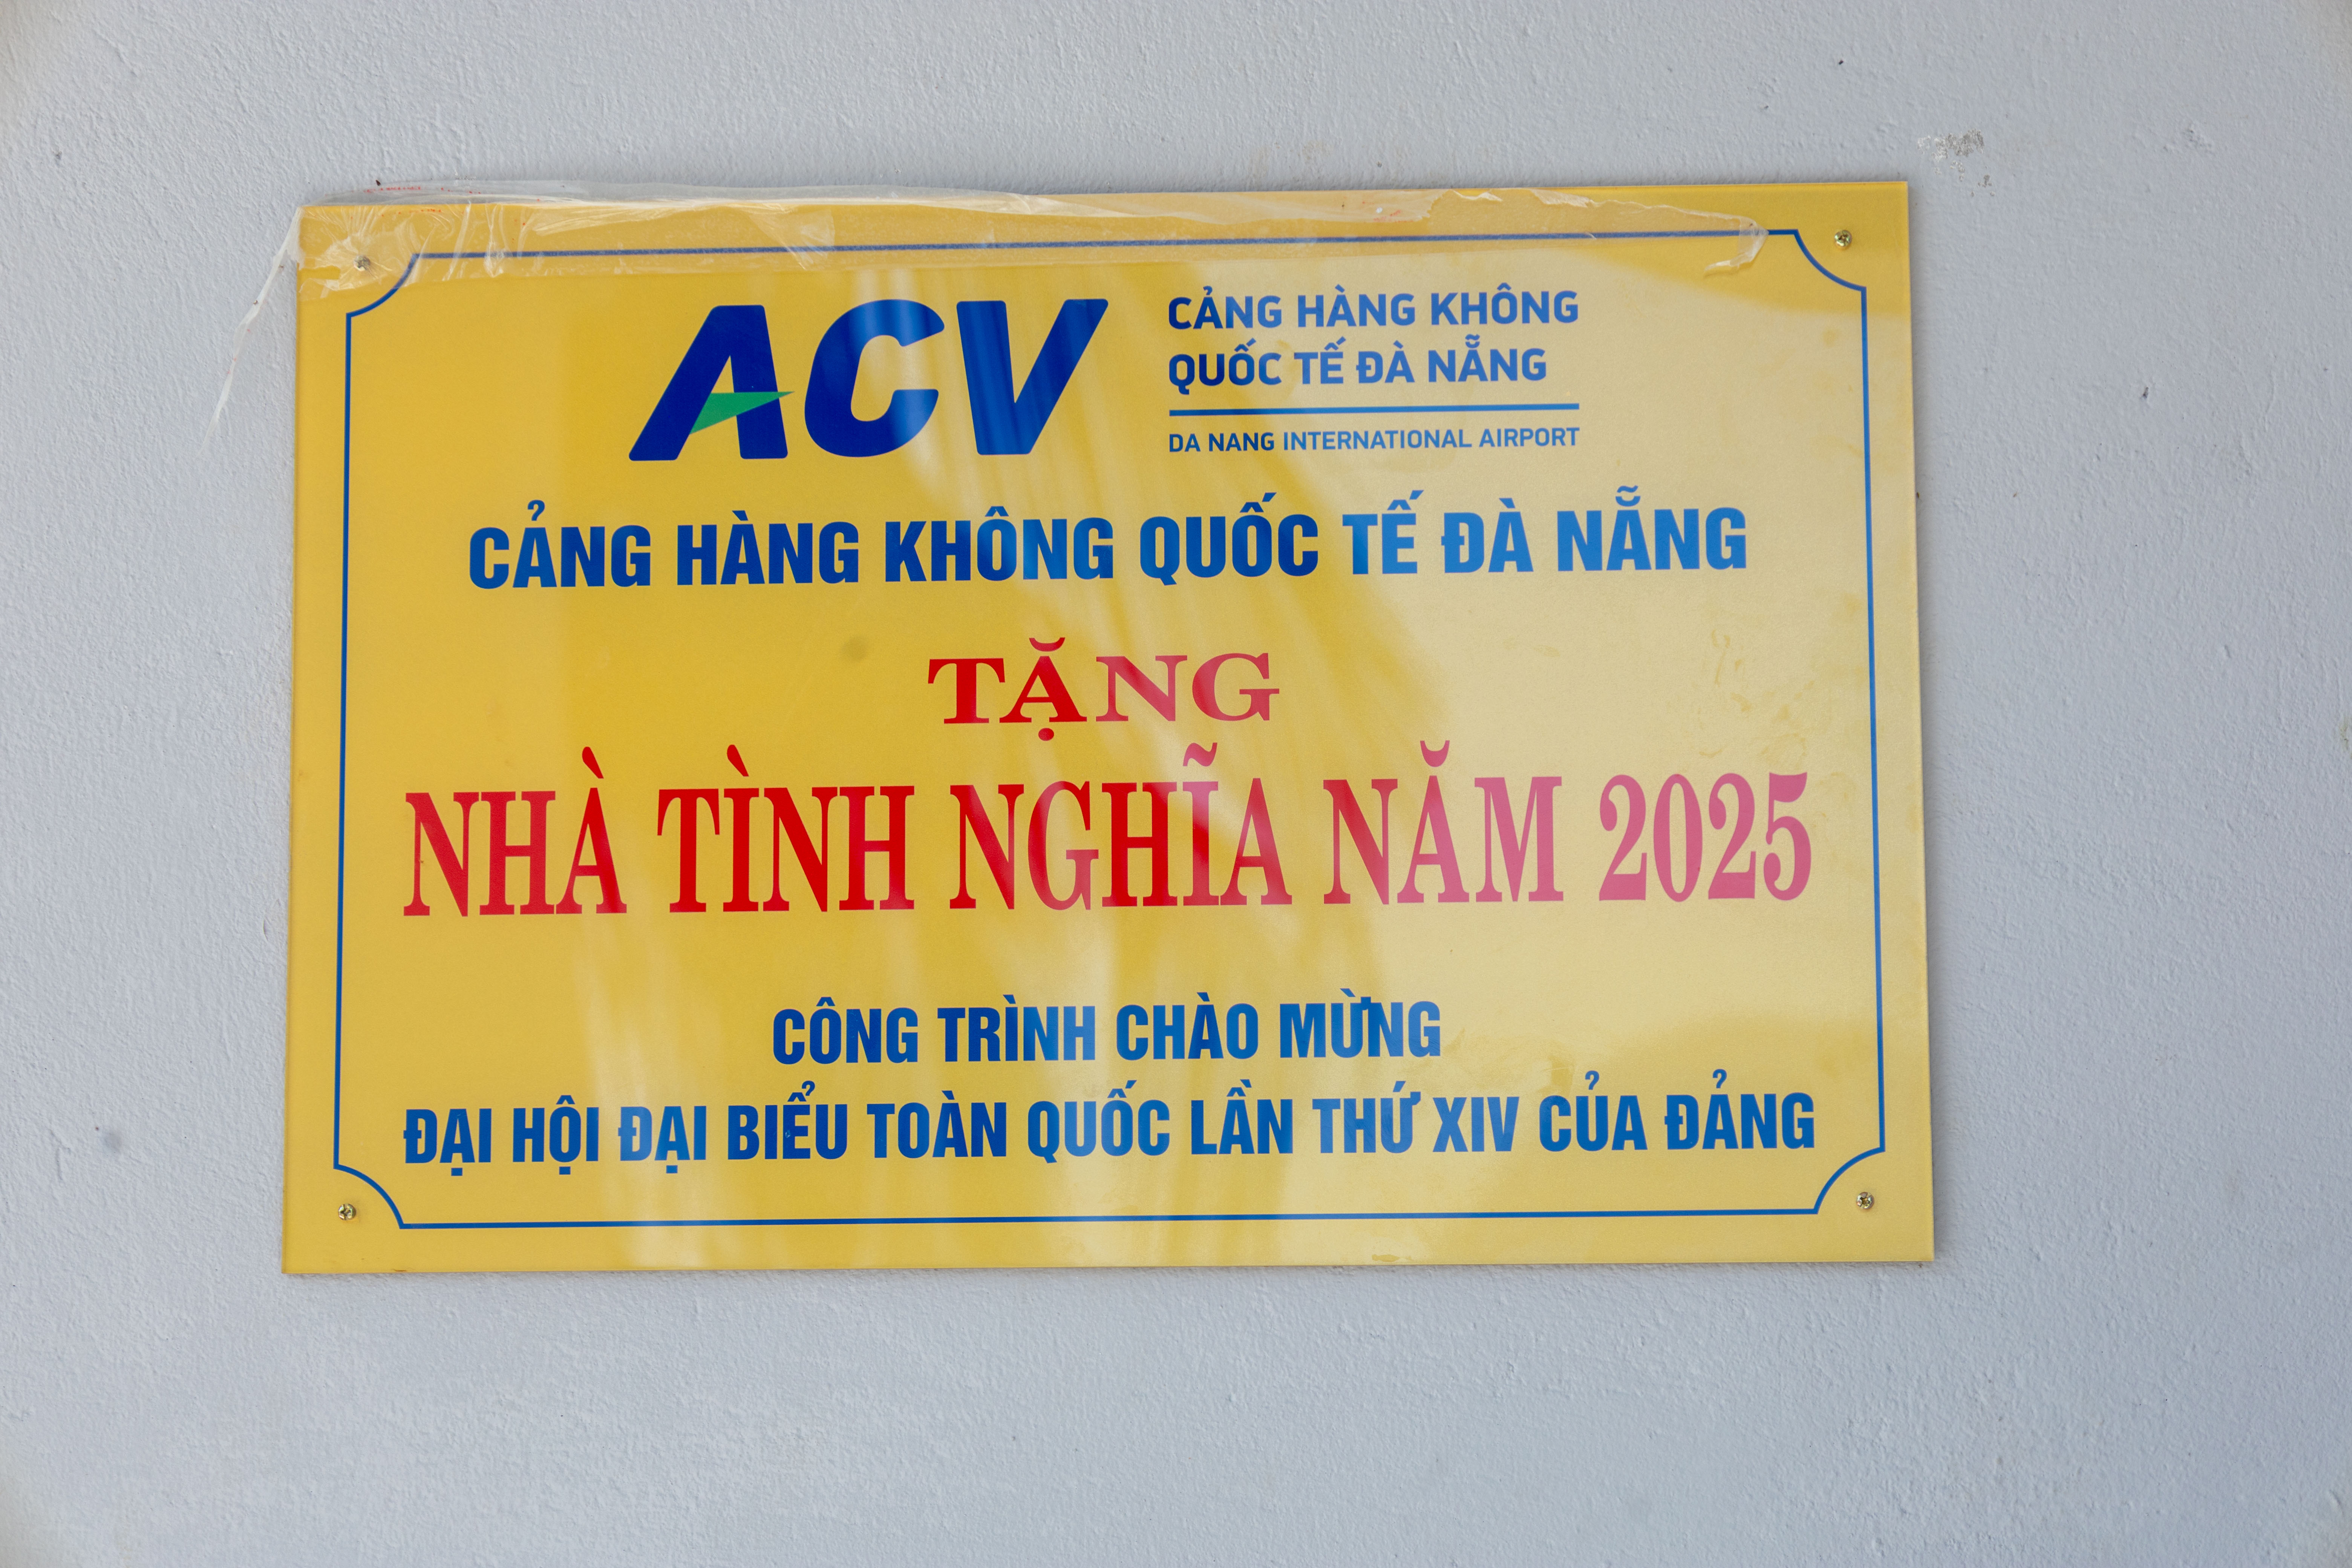 ACV
CẢNG HÀNG KHÔNG
QUỐC TẾ ĐÀ NẴNG
DA NANG INTERNATIONAL AIRPORT
CẢNG HÀNG KHÔNG QUỐC TẾ ĐÀ NẴNG
TẶNG
NHÀ TÌNH NGHĨA NĂM 2025
CÔNG TRÌNH CHÀO MỪNG
ĐẠI HỘI ĐẠI BIỂU TOÀN QUỐC LẦN THỨ XIV CỦA ĐẢNG